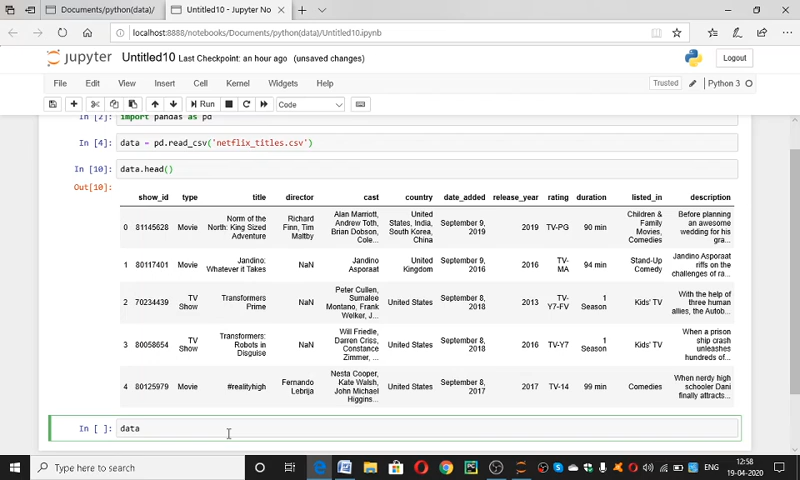 Documents/python(data)/
Untitled10 - Jupyter No
localhost:8888/notebooks/Documents/python(data)/Untitled10.ipynb
jupyter Untitled10 Last Checkpoint: an hour ago (unsaved changes)
Logout
File Edit View Insert Cell Kernel Widgets Help
Trusted
Python 3
Run
Code
In [2]: import pandas as pd
In [4]: data = pd.read_csv('netflix_titles.csv')
In [10]: data.head()
Out[10]:
show_id type title director cast country date_added release_year rating duration listed_in description
0 81145628 Movie Norm of the North: King Sized Adventure Richard Finn, Tim Maltby Alan Marriott, Andrew Toth, Brian Dobson, Cole... United States, India, South Korea, China September 9, 2019 2019 TV-PG 90 min Children & Family Movies, Comedies Before planning an awesome wedding for his gra...
1 80117401 Movie Jandino: Whatever it Takes NaN Jandino Asporaat United Kingdom September 9, 2016 2016 TV-MA 94 min Stand-Up Comedy Jandino Asporaat riffs on the challenges of ra...
2 70234439 TV Show Transformers Prime NaN Peter Cullen, Sumalee Montano, Frank Welker, J... United States September 8, 2018 2013 TV-Y7-FV 1 Season Kids' TV With the help of three human allies, the Autob...
3 80058654 TV Show Transformers: Robots in Disguise NaN Will Friedle, Darren Criss, Constance Zimmer, ... United States September 8, 2018 2016 TV-Y7 1 Season Kids' TV When a prison ship crash unleashes hundreds of...
4 80125979 Movie #realityhigh Fernando Lebrija Nesta Cooper, Kate Walsh, John Michael Higgins... United States September 8, 2017 2017 TV-14 99 min Comedies When nerdy high schooler Dani finally attracts...
In [ ]: data
Type here to search
ENG
12:58
19-04-2020